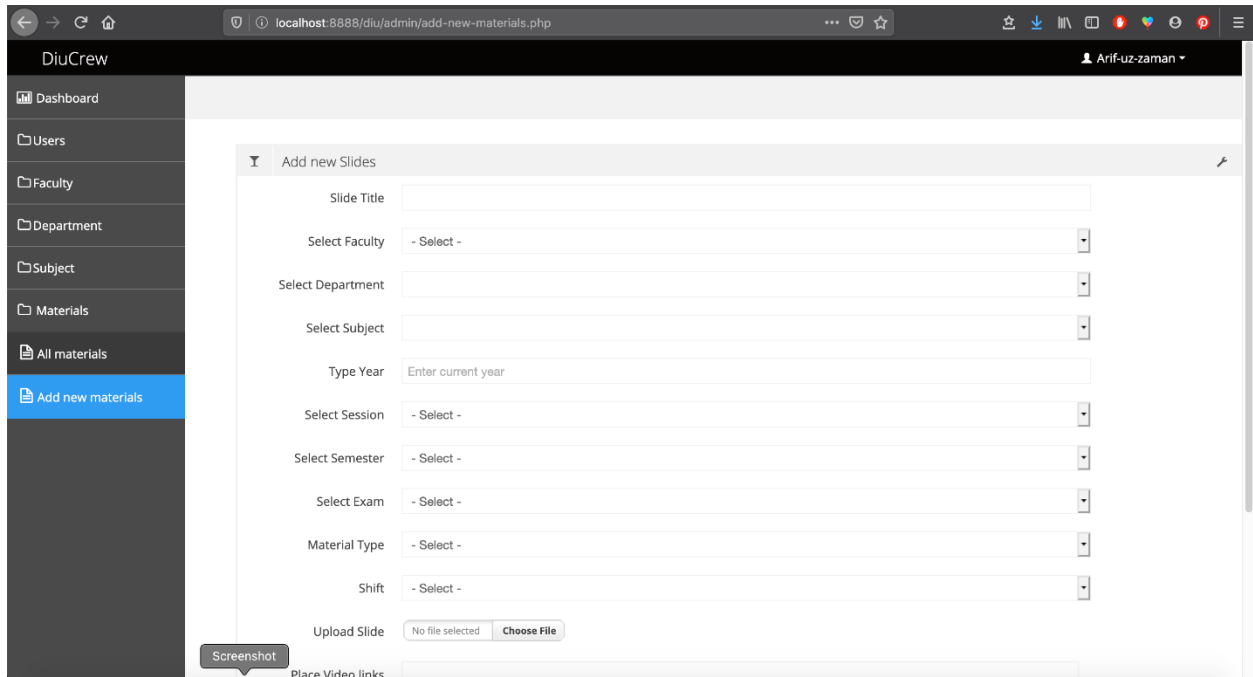 localhost:8888/diu/admin/add-new-materials.php
DiuCrew
Arif-uz-zaman
Dashboard
Users
Faculty
Department
Subject
Materials
All materials
Add new materials
Add new Slides
Slide Title
Select Faculty - Select -
Select Department
Select Subject
Type Year Enter current year
Select Session - Select -
Select Semester - Select -
Select Exam - Select -
Material Type - Select -
Shift - Select -
Upload Slide No file selected Choose File
Screenshot
Place Video links